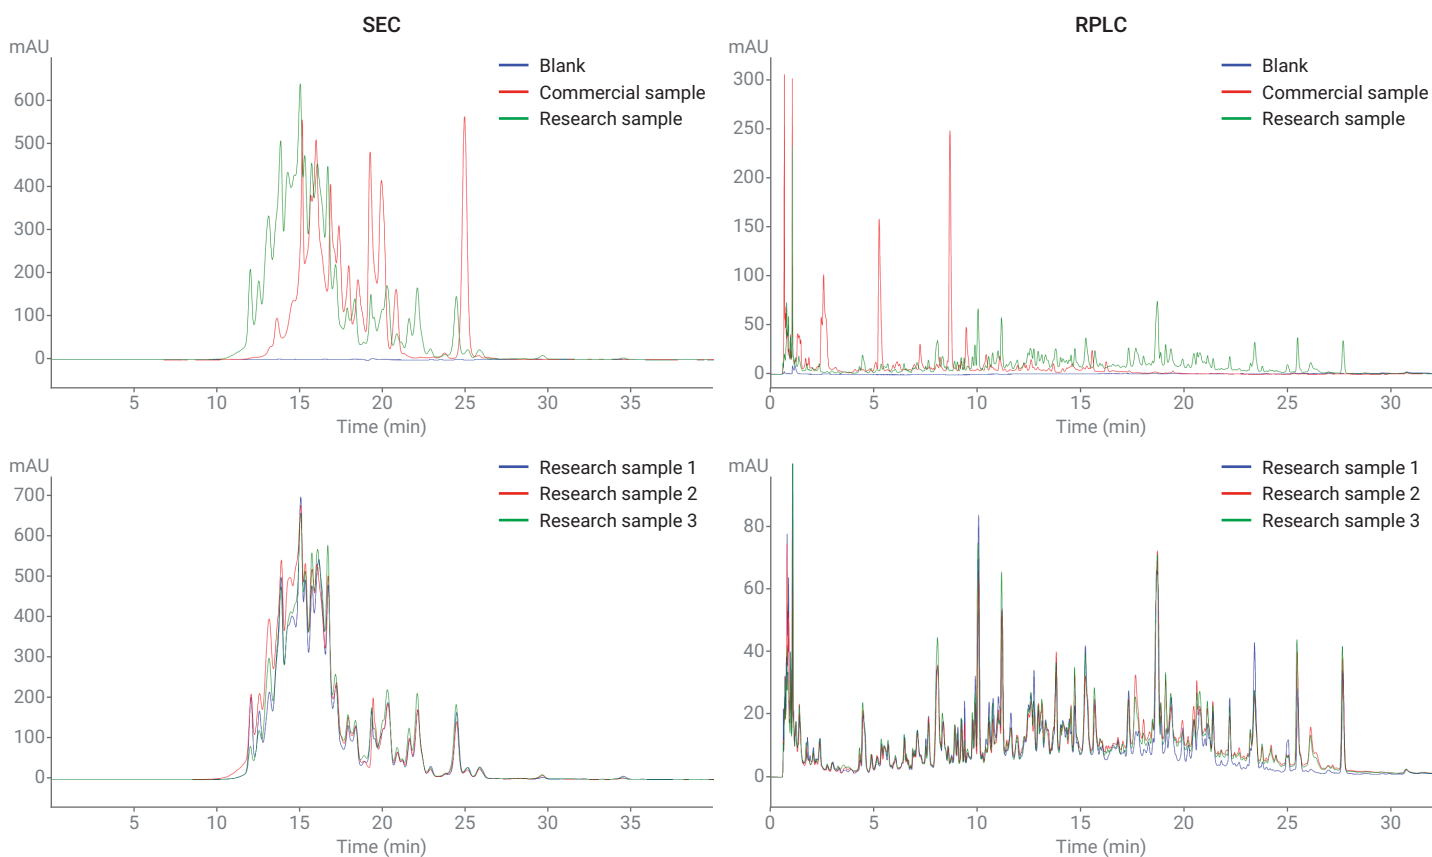 SEC
mAU
Blank
Commercial sample
Research sample
600
500
400
300
200
100
0
5 10 15 20 25 30 35
Time (min)
RPLC
mAU
Blank
Commercial sample
Research sample
300
250
200
150
100
50
0
0 5 10 15 20 25 30
Time (min)
mAU
Research sample 1
Research sample 2
Research sample 3
700
600
500
400
300
200
100
0
5 10 15 20 25 30 35
Time (min)
mAU
Research sample 1
Research sample 2
Research sample 3
80
60
40
20
0
0 5 10 15 20 25 30
Time (min)